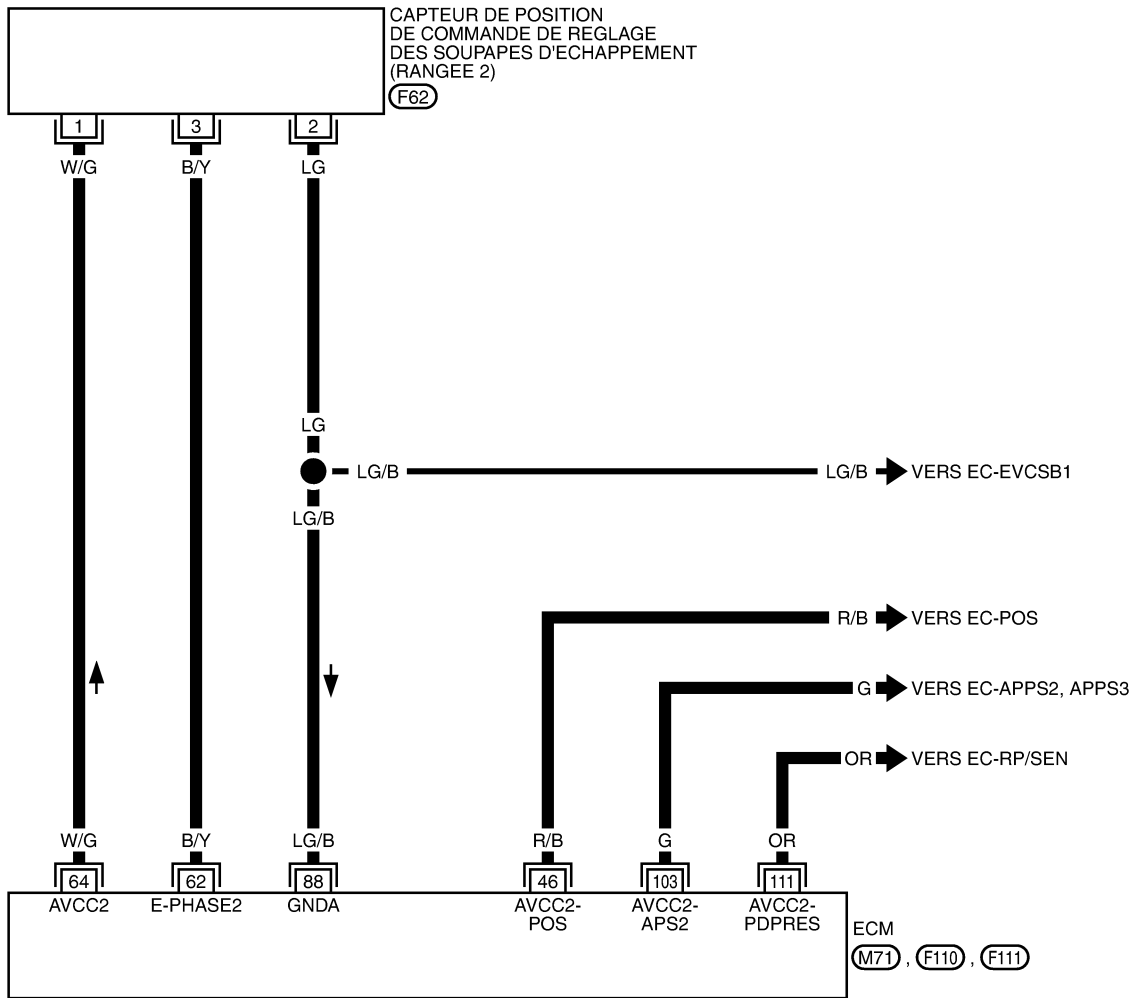 CAPTEUR DE POSITION
DE COMMANDE DE REGLAGE
DES SOUPAPES D'ECHAPPEMENT
(RANGEE 2)
F62
1 3 2
W/G B/Y LG
LG
LG/B LG/B VERS EC-EVCSB1
LG/B
R/B VERS EC-POS
G VERS EC-APPS2, APPS3
OR VERS EC-RP/SEN
W/G B/Y LG/B R/B G OR
64 62 88 46 103 111
AVCC2 E-PHASE2 GNDA AVCC2- AVCC2- AVCC2-
POS APS2 PDPRES
ECM
M71 , F110 , F111